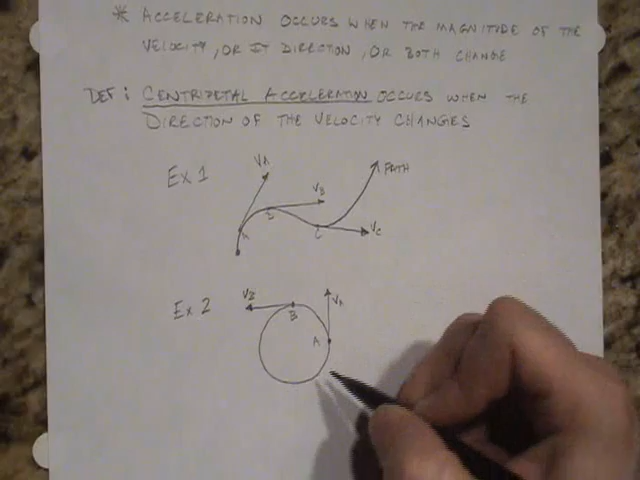 * ACCELERATION OCCURS WHEN THE MAGNITUDE OF THE
VELOCITY, OR IT DIRECTION, OR BOTH CHANGE
DEF: CENTRIPETAL ACCELERATION OCCURS WHEN THE
DIRECTION OF THE VELOCITY CHANGES
Ex 1
VA
VB
PATH
A
B
C
VC
Ex 2
VB
B
VA
A